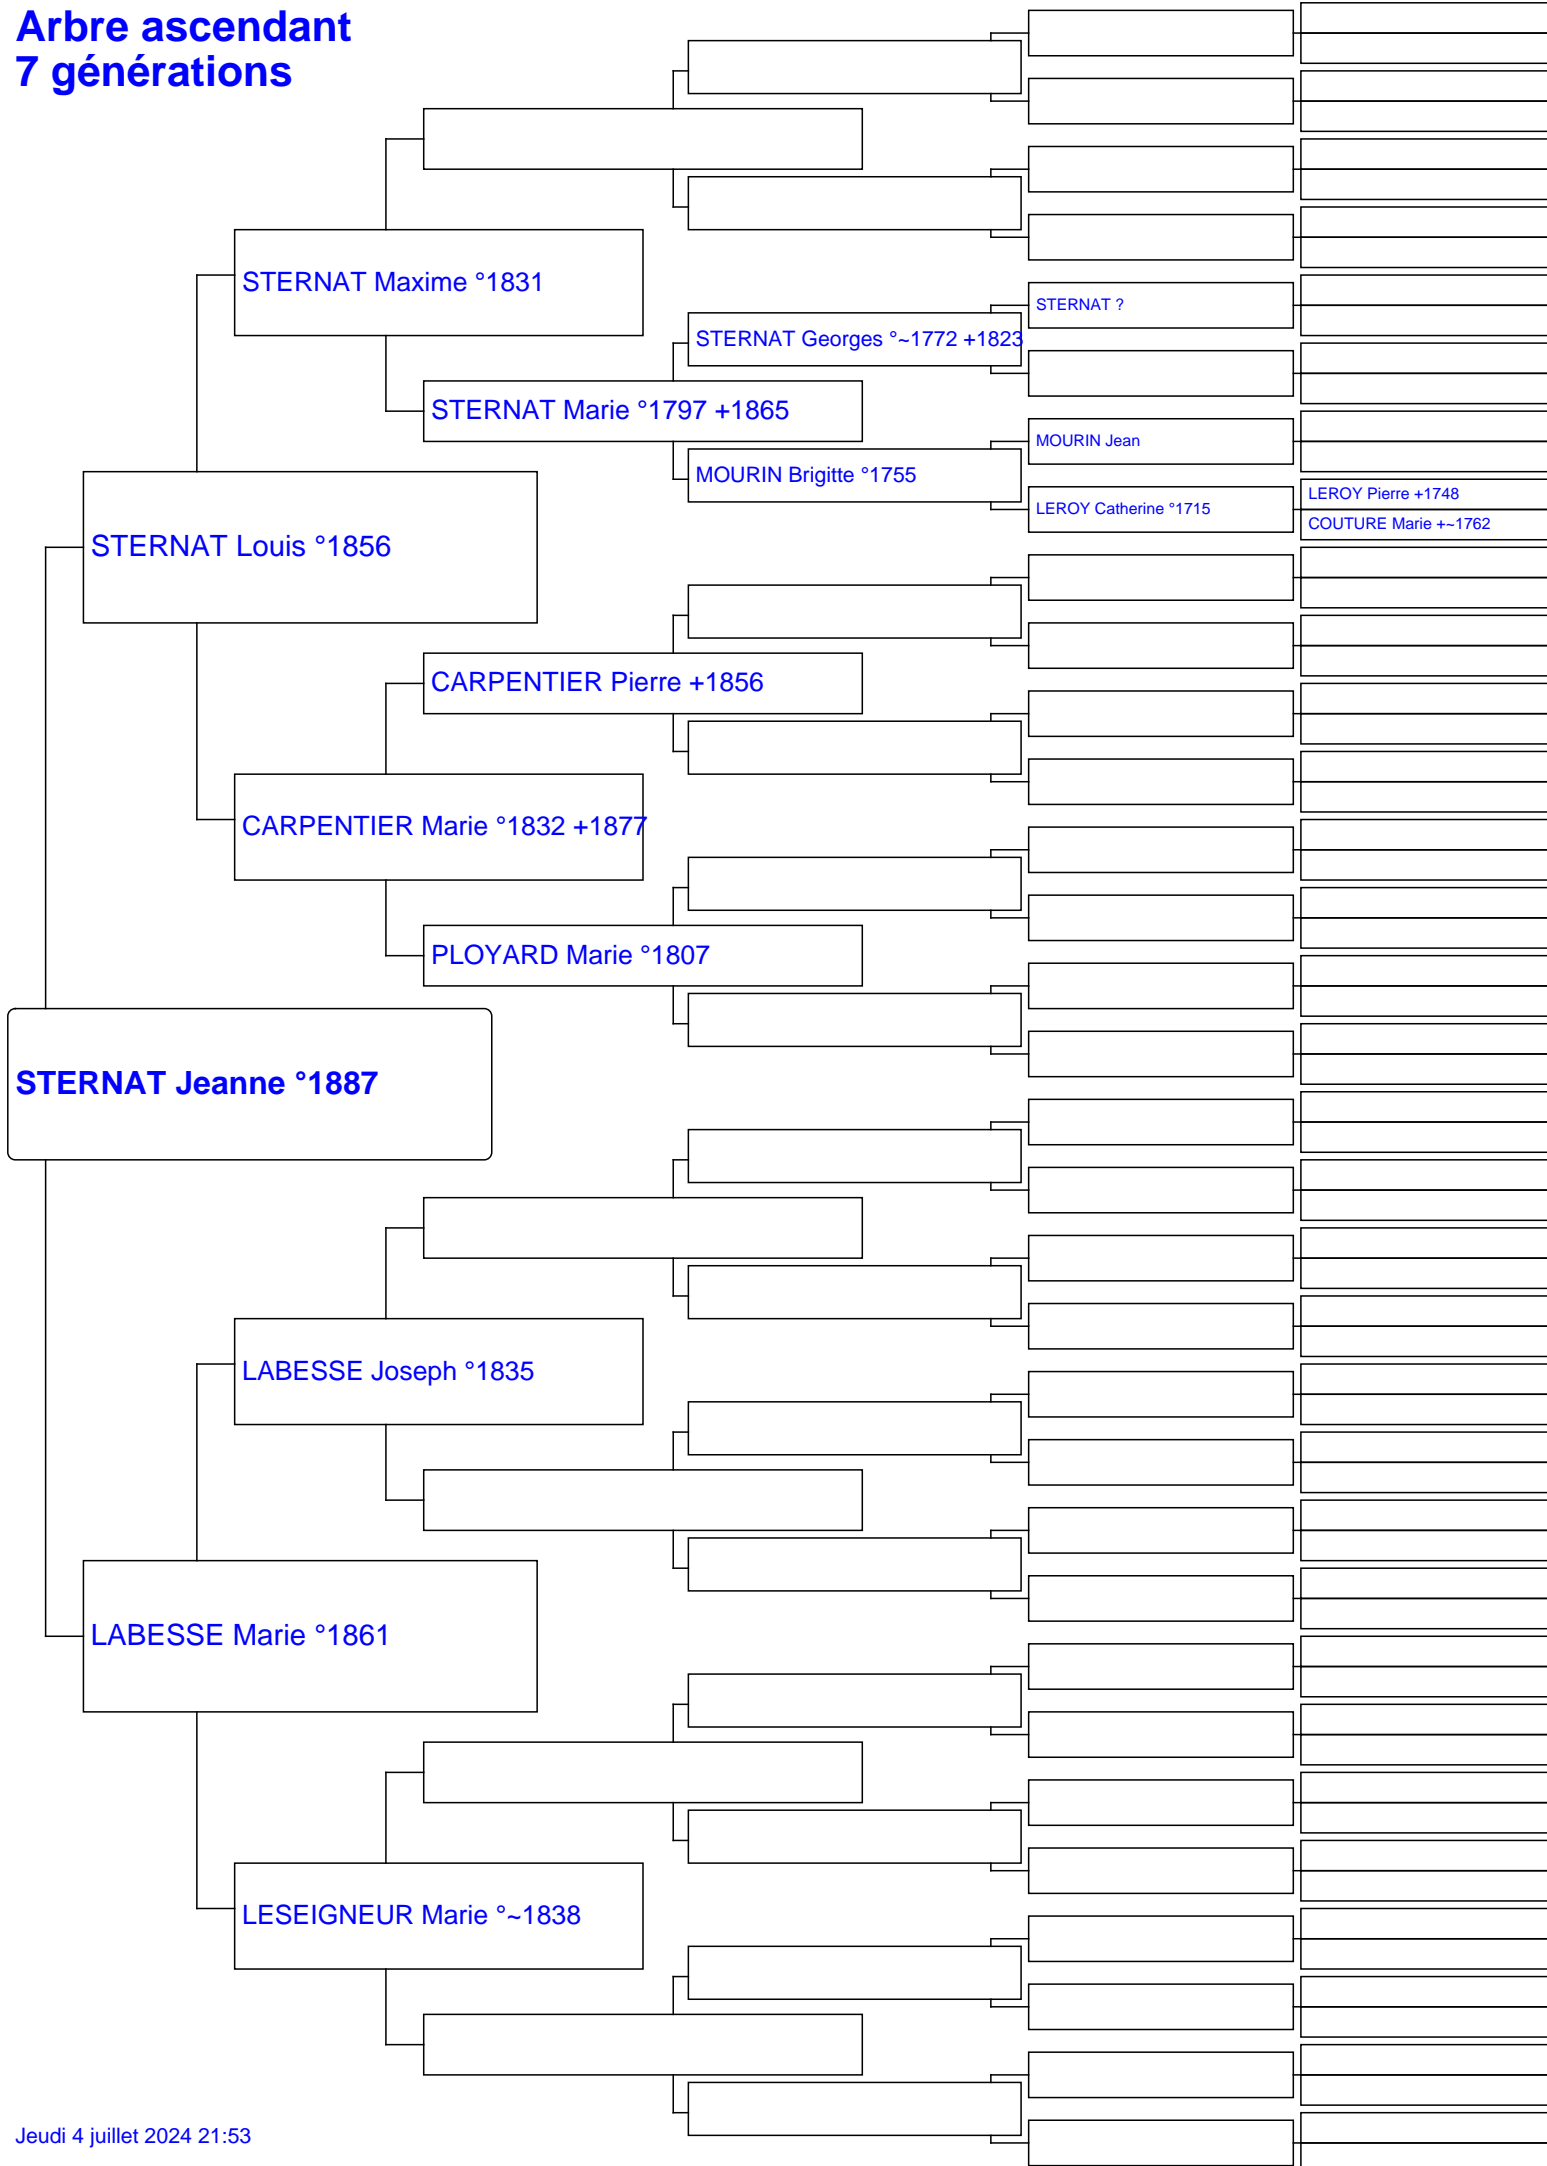 Arbre ascendant
7 générations
STERNAT Maxime °1831
STERNAT ?
STERNAT Georges °~1772 +1823
STERNAT Marie °1797 +1865
MOURIN Jean
MOURIN Brigitte °1755
LEROY Pierre +1748
LEROY Catherine °1715
COUTURE Marie +~1762
STERNAT Louis °1856
CARPENTIER Pierre +1856
CARPENTIER Marie °1832 +1877
PLOYARD Marie °1807
STERNAT Jeanne °1887
LABESSE Joseph °1835
LABESSE Marie °1861
LESEIGNEUR Marie °~1838
Jeudi 4 juillet 2024 21:53